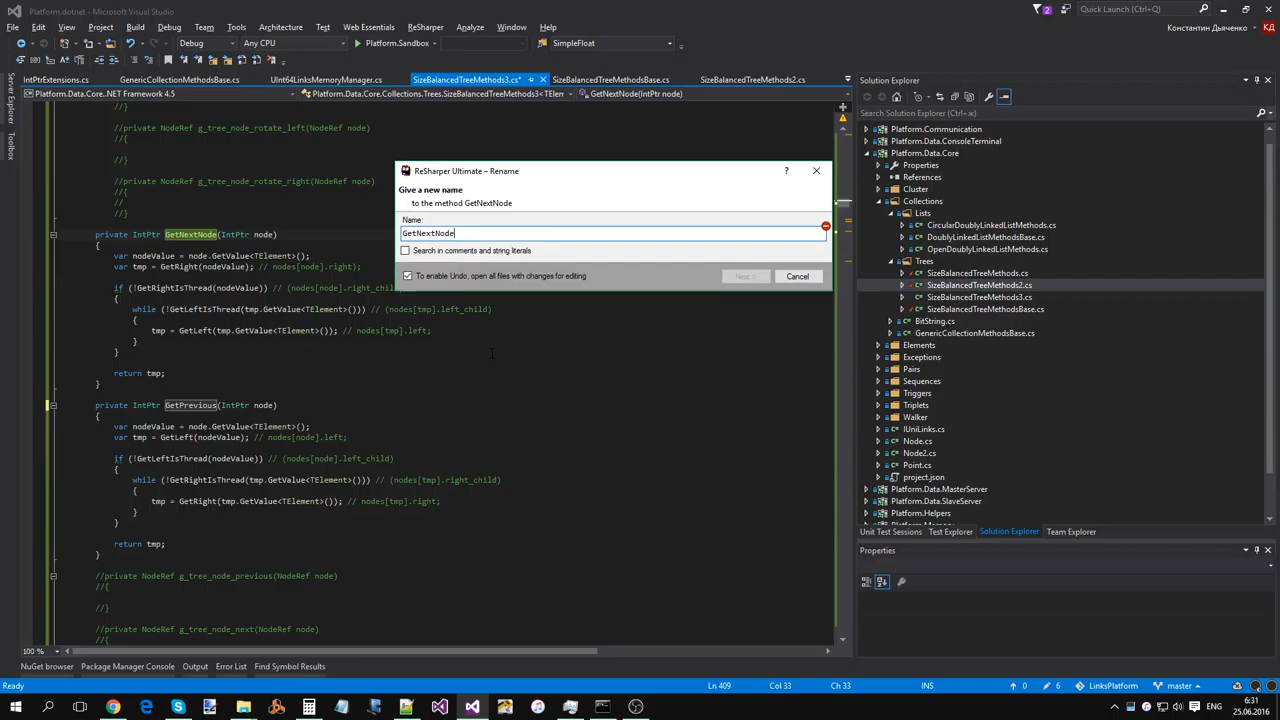 Platform.dotnet - Microsoft Visual Studio
2
Quick Launch (Ctrl+Q)
File Edit View Project Build Debug Team Tools Test Web Essentials ReSharper Analyze Window Help
Константин Дьяченко КД
Debug Any CPU Platform.Sandbox SimpleFloat
IntPtrExtensions.cs GenericCollectionMethodsBase.cs UInt64LinksMemoryManager.cs SizeBalancedTreeMethods3.cs* SizeBalancedTreeMethodsBase.cs SizeBalancedTreeMethods2.cs
Platform.Data.Core..NET Framework 4.5 Platform.Data.Core.Collections.Trees.SizeBalancedTreeMethods3<TElem GetNextNode(IntPtr node)
Server Explorer
Toolbox
//}
//private NodeRef g_tree_node_rotate_left(NodeRef node)
//{
//}
//private NodeRef g_tree_node_rotate_right(NodeRef node)
//{
//
//}
private IntPtr GetNextNode(IntPtr node)
{
var nodeValue = node.GetValue<TElement>();
var tmp = GetRight(nodeValue); // nodes[node].right;
if (!GetRightIsThread(nodeValue)) // (nodes[node].right_chil
{
while (!GetLeftIsThread(tmp.GetValue<TElement>())) // (nodes[tmp].left_child)
{
tmp = GetLeft(tmp.GetValue<TElement>()); // nodes[tmp].left;
}
}
return tmp;
}
private IntPtr GetPrevious(IntPtr node)
{
var nodeValue = node.GetValue<TElement>();
var tmp = GetLeft(nodeValue); // nodes[node].left;
if (!GetLeftIsThread(nodeValue)) // (nodes[node].left_child)
{
while (!GetRightIsThread(tmp.GetValue<TElement>())) // (nodes[tmp].right_child)
{
tmp = GetRight(tmp.GetValue<TElement>()); // nodes[tmp].right;
}
}
return tmp;
}
//private NodeRef g_tree_node_previous(NodeRef node)
//{
//}
//private NodeRef g_tree_node_next(NodeRef node)
//{
100 %
ReSharper Ultimate – Rename
Give a new name
to the method GetNextNode
Name:
GetNextNode
Search in comments and string literals
To enable Undo, open all files with changes for editing
Next > Cancel
Solution Explorer
Search Solution Explorer (Ctrl+ж)
Platform.Communication
Platform.Data.ConsoleTerminal
Platform.Data.Core
Properties
References
Cluster
Collections
Lists
CircularDoublyLinkedListMethods.cs
DoublyLinkedListMethodsBase.cs
OpenDoublyLinkedListMethods.cs
Trees
SizeBalancedTreeMethods.cs
SizeBalancedTreeMethods2.cs
SizeBalancedTreeMethods3.cs
SizeBalancedTreeMethodsBase.cs
BitString.cs
GenericCollectionMethodsBase.cs
Elements
Exceptions
Pairs
Sequences
Triggers
Triplets
Walker
IUniLinks.cs
Node.cs
Node2.cs
Point.cs
project.json
Platform.Data.MasterServer
Platform.Data.SlaveServer
Platform.Helpers
Unit Test Sessions Test Explorer Solution Explorer Team Explorer
Properties
NuGet browser Package Manager Console Output Error List Find Symbol Results
Ready Ln 409 Col 33 Ch 33 INS 0 6 LinksPlatform master
6:31
25.06.2016